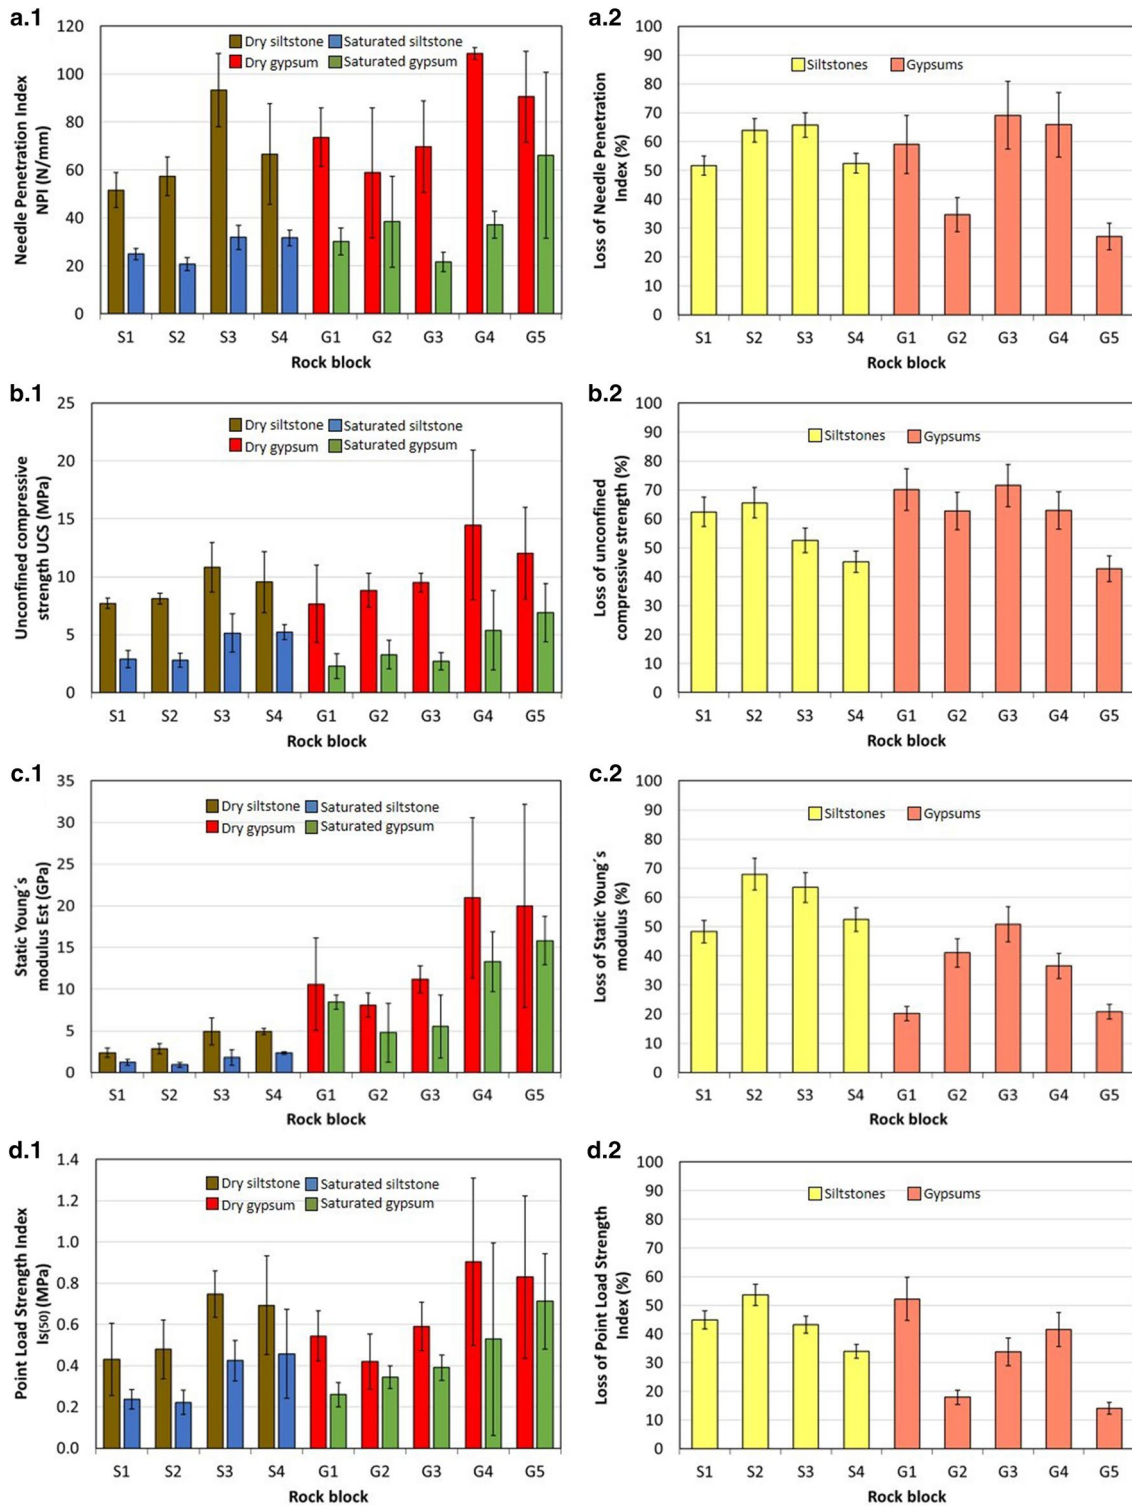 a.1
Needle Penetration Index
NPI (N/mm)
120
100
80
60
40
20
0
Dry siltstone Saturated siltstone
Dry gypsum Saturated gypsum
S1 S2 S3 S4 G1 G2 G3 G4 G5
Rock block
a.2
Loss of Needle Penetration
Index (%)
100
90
80
70
60
50
40
30
20
10
0
Siltstones Gypsums
S1 S2 S3 S4 G1 G2 G3 G4 G5
Rock block
b.1
Unconfined compressive
strength UCS (MPa)
25
20
15
10
5
0
Dry siltstone Saturated siltstone
Dry gypsum Saturated gypsum
S1 S2 S3 S4 G1 G2 G3 G4 G5
Rock block
b.2
Loss of unconfined
compressive strength (%)
100
90
80
70
60
50
40
30
20
10
0
Siltstones Gypsums
S1 S2 S3 S4 G1 G2 G3 G4 G5
Rock block
c.1
Static Young´s
modulus Est (GPa)
35
30
25
20
15
10
5
0
Dry siltstone Saturated siltstone
Dry gypsum Saturated gypsum
S1 S2 S3 S4 G1 G2 G3 G4 G5
Rock block
c.2
Loss of Static Young´s
modulus (%)
100
90
80
70
60
50
40
30
20
10
0
Siltstones Gypsums
S1 S2 S3 S4 G1 G2 G3 G4 G5
Rock block
d.1
Point Load Strength Index
Is(50) (MPa)
1.4
1.2
1.0
0.8
0.6
0.4
0.2
0.0
Dry siltstone Saturated siltstone
Dry gypsum Saturated gypsum
S1 S2 S3 S4 G1 G2 G3 G4 G5
Rock block
d.2
Loss of Point Load Strength
Index (%)
100
90
80
70
60
50
40
30
20
10
0
Siltstones Gypsums
S1 S2 S3 S4 G1 G2 G3 G4 G5
Rock block